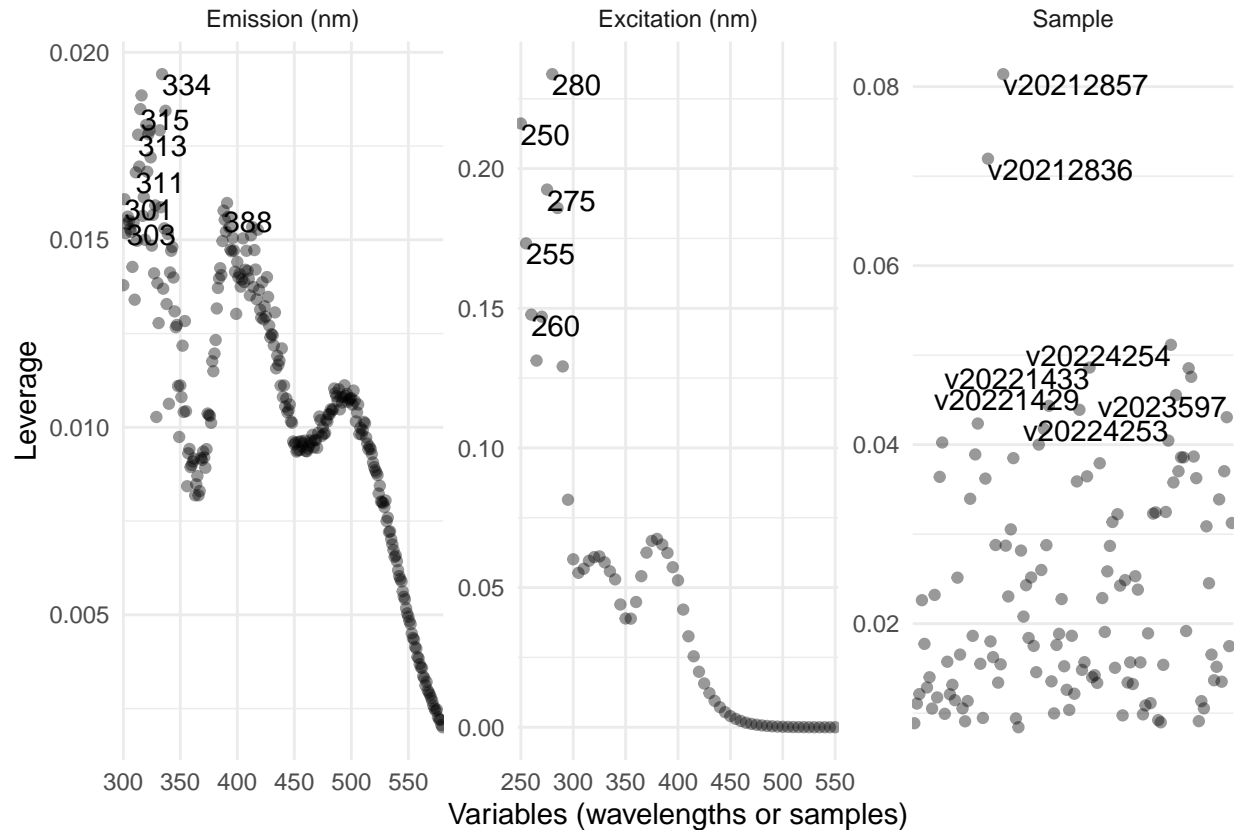 Emission (nm)
Excitation (nm)
Sample
0.020
0.015
0.010
0.005
334
315
313
311
301
303
388
300 350 400 450 500 550
0.20
0.15
0.10
0.05
0.00
280
250
275
255
260
250 300 350 400 450 500 550
0.08
0.06
0.04
0.02
v20212857
v20212836
v20224254
v20221433
v20221429
v2023597
v20224253
Leverage
Variables (wavelengths or samples)